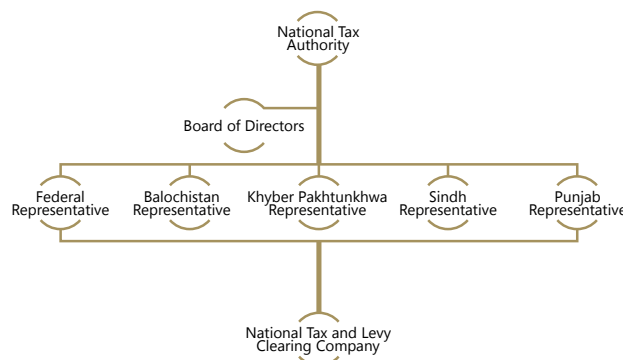 National Tax
Authority
Board of Directors
Federal
Representative
Balochistan
Representative
Khyber Pakhtunkhwa
Representative
Sindh
Representative
Punjab
Representative
National Tax and Levy
Clearing Company